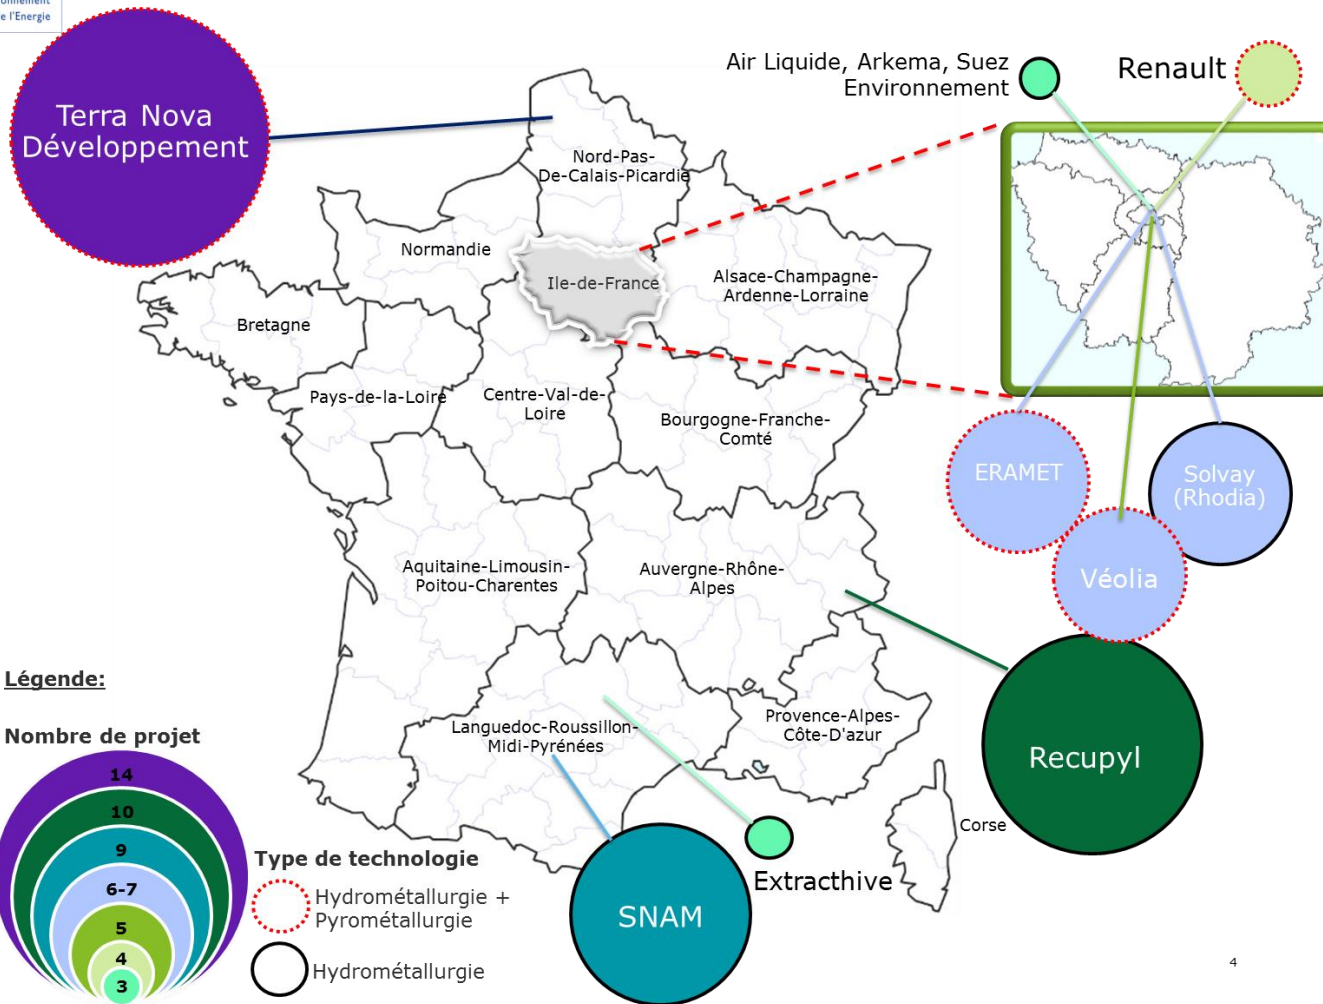 de l'Energie
Terra Nova
Développement
Air Liquide, Arkema, Suez
Environnement
Renault
Nord-Pas-
De-Calais-Picardie
Normandie
Ile-de-France
Alsace-Champagne-
Ardenne-Lorraine
Bretagne
Pays-de-la-Loire
Centre-Val-de-
Loire
Bourgogne-Franche-
Comté
ERAMET
Solvay
(Rhodia)
Véolia
Aquitaine-Limousin-
Poitou-Charentes
Auvergne-Rhône-
Alpes
Languedoc-Roussillon-
Midi-Pyrénées
Provence-Alpes-
Côte-D'azur
Corse
Recupyl
Extracthive
SNAM
Légende:
Nombre de projet
14
10
9
6-7
5
4
3
Type de technologie
Hydrométallurgie +
Pyrométallurgie
Hydrométallurgie
4